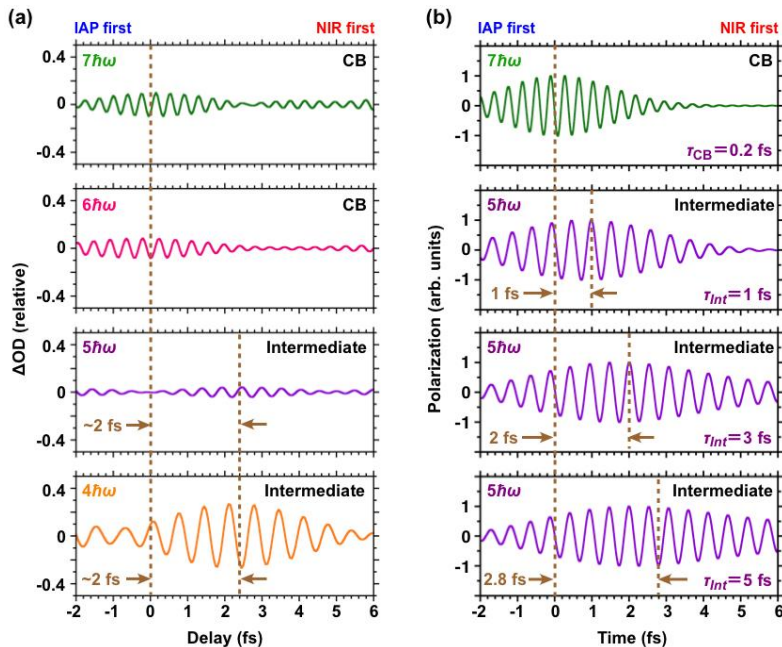 (a)
IAP first NIR first
0.4
0
-0.4
7ℏω CB
0.4
0
-0.4
6ℏω CB
0.4
0
-0.4
5ℏω Intermediate
~2 fs
0.4
0
-0.4
4ℏω Intermediate
~2 fs
-2 -1 0 1 2 3 4 5 6
Delay (fs)
ΔOD (relative)
(b)
IAP first NIR first
1
0
-1
7ℏω CB
τCB = 0.2 fs
1
0
-1
5ℏω Intermediate
1 fs τInt = 1 fs
1
0
-1
5ℏω Intermediate
2 fs τInt = 3 fs
1
0
-1
5ℏω Intermediate
2.8 fs τInt = 5 fs
-2 -1 0 1 2 3 4 5 6
Time (fs)
Polarization (arb. units)